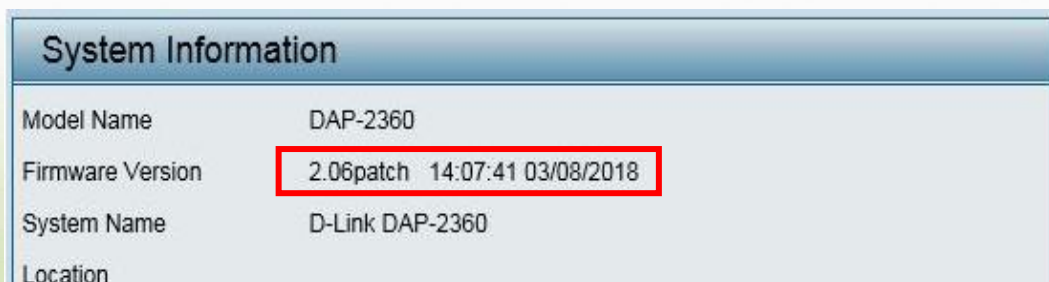 System Information
Model Name DAP-2360
Firmware Version 2.06patch 14:07:41 03/08/2018
System Name D-Link DAP-2360
Location